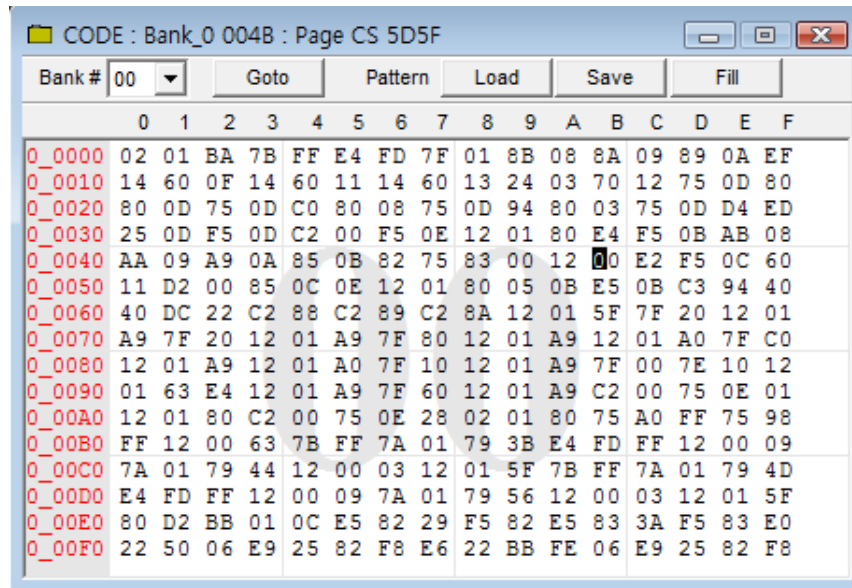 CODE : Bank_0 004B : Page CS 5D5F
Bank # 00 Goto Pattern Load Save Fill
0 1 2 3 4 5 6 7 8 9 A B C D E F
0_0000 02 01 BA 7B FF E4 FD 7F 01 8B 08 8A 09 89 0A EF
0_0010 14 60 0F 14 60 11 14 60 13 24 03 70 12 75 0D 80
0_0020 80 0D 75 0D C0 80 08 75 0D 94 80 03 75 0D D4 ED
0_0030 25 0D F5 0D C2 00 F5 0E 12 01 80 E4 F5 0B AB 08
0_0040 AA 09 A9 0A 85 0B 82 75 83 00 12 00 E2 F5 0C 60
0_0050 11 D2 00 85 0C 0E 12 01 80 05 0B E5 0B C3 94 40
0_0060 40 DC 22 C2 88 C2 89 C2 8A 12 01 5F 7F 20 12 01
0_0070 A9 7F 20 12 01 A9 7F 80 12 01 A9 12 01 A0 7F C0
0_0080 12 01 A9 12 01 A0 7F 10 12 01 A9 7F 00 7E 10 12
0_0090 01 63 E4 12 01 A9 7F 60 12 01 A9 C2 00 75 0E 01
0_00A0 12 01 80 C2 00 75 0E 28 02 01 80 75 A0 FF 75 98
0_00B0 FF 12 00 63 7B FF 7A 01 79 3B E4 FD FF 12 00 09
0_00C0 7A 01 79 44 12 00 03 12 01 5F 7B FF 7A 01 79 4D
0_00D0 E4 FD FF 12 00 09 7A 01 79 56 12 00 03 12 01 5F
0_00E0 80 D2 BB 01 0C E5 82 29 F5 82 E5 83 3A F5 83 E0
0_00F0 22 50 06 E9 25 82 F8 E6 22 BB FE 06 E9 25 82 F8
00